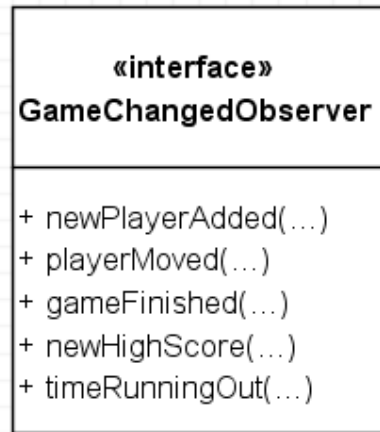 «interface»
GameChangedObserver
+ newPlayerAdded(...)
+ playerMoved(...)
+ gameFinished(...)
+ newHighScore(...)
+ timeRunningOut(...)